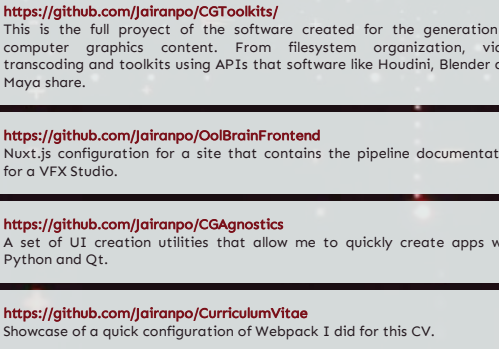 https://github.com/Jairanpo/CGToolkits/
This is the full proyect of the software created for the generation
computer graphics content. From filesystem organization,
transcoding and toolkits using APIs that software like Houdini, Blender
Maya share.
https://github.com/Jairanpo/OolBrainFrontend
Nuxt.js configuration for a site that contains the pipeline documentat
for a VFX Studio.
https://github.com/Jairanpo/CGAgnostics
A set of UI creation utilities that allow me to quickly create apps
Python and Qt.
https://github.com/Jairanpo/CurriculumVitae
Showcase of a quick configuration of Webpack I did for this CV.